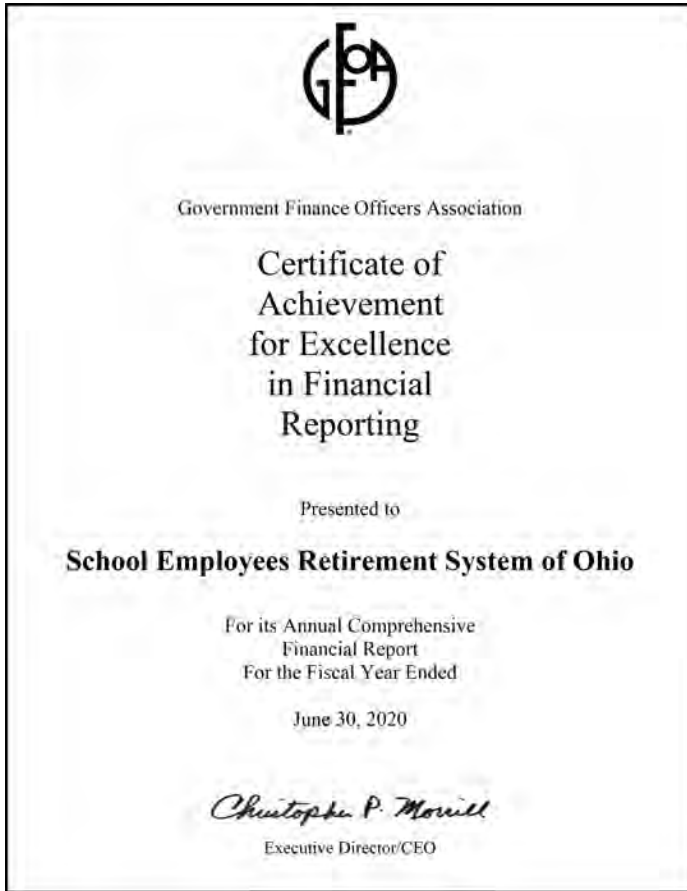 GFOA
Government Finance Officers Association
Certificate of
Achievement
for Excellence
in Financial
Reporting
Presented to
School Employees Retirement System of Ohio
For its Annual Comprehensive
Financial Report
For the Fiscal Year Ended
June 30, 2020
Christopher P. Morrill
Executive Director/CEO